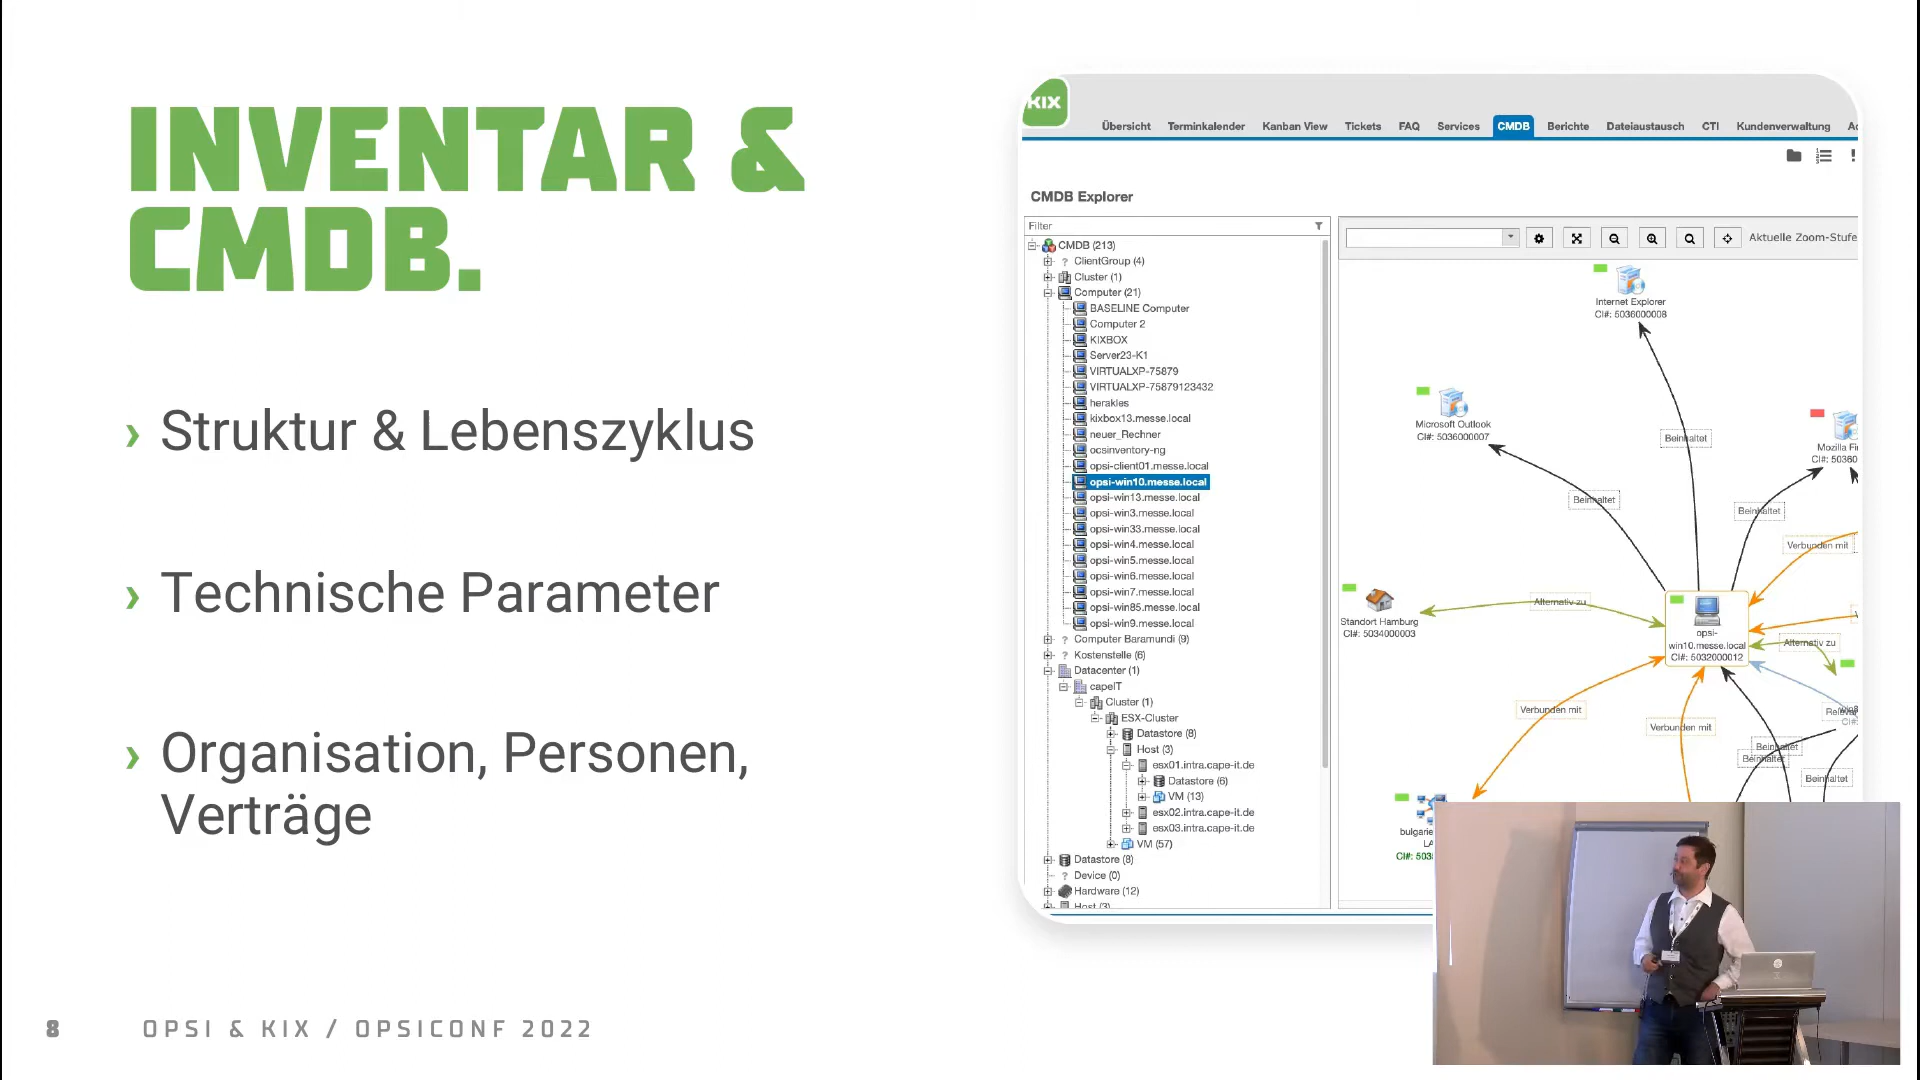 INVENTAR &
CMDB.
› Struktur & Lebenszyklus
› Technische Parameter
› Organisation, Personen,
Verträge
8
OPSI & KIX / OPSICONF 2022
KIX
Übersicht Terminkalender Kanban View Tickets FAQ Services CMDB Berichte Dateiaustausch CTI Kundenverwaltung
CMDB Explorer
Filter
CMDB (213)
ClientGroup (4)
Cluster (1)
Computer (21)
BASELINE Computer
Computer 2
KIXBOX
Server23-K1
VIRTUALXP-75879
VIRTUALXP-75879123432
herakles
kixbox13.messe.local
neuer_Rechner
ocsinventory-ng
opsi-client01.messe.local
opsi-win10.messe.local
opsi-win13.messe.local
opsi-win3.messe.local
opsi-win33.messe.local
opsi-win4.messe.local
opsi-win5.messe.local
opsi-win6.messe.local
opsi-win7.messe.local
opsi-win85.messe.local
opsi-win9.messe.local
Computer Baramundi (9)
Kostenstelle (6)
Datacenter (1)
capeIT
Cluster (1)
ESX-Cluster
Datastore (8)
Host (3)
esx01.intra.cape-it.de
Datastore (6)
VM (13)
esx02.intra.cape-it.de
esx03.intra.cape-it.de
VM (57)
Datastore (8)
Device (0)
Hardware (12)
Host (3)
Aktuelle Zoom-Stufe
Internet Explorer
CI#: 5036000008
Microsoft Outlook
CI#: 5036000007
Mozilla Fi
CI#: 50360
Beinhaltet
Beinhaltet
Beinhaltet
Verbunden mit
Alternativ zu
Standort Hamburg
CI#: 5034000003
opsi-
win10.messe.local
CI#: 5032000012
Alternativ zu
Verbunden mit
Verbunden mit
Beinhaltet
Beinhaltet
Beinhaltet
bulgarie
LA
CI#: 503